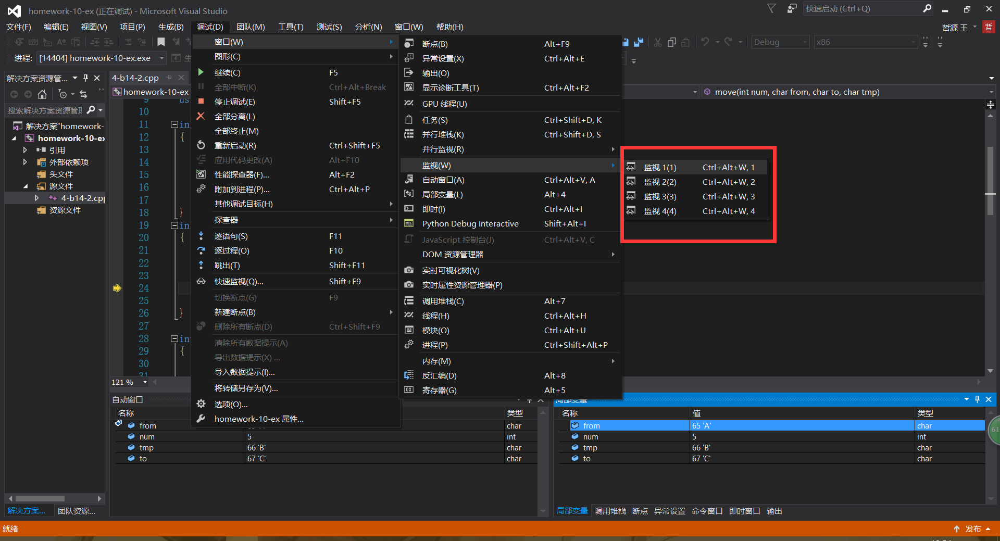 homework-10-ex (正在调试) - Microsoft Visual Studio
快速启动 (Ctrl+Q)
文件(F) 编辑(E) 视图(V) 项目(P) 生成(B) 调试(D) 团队(M) 工具(T) 测试(S) 分析(N) 窗口(W) 帮助(H)
哲源 王
哲
Debug
x86
进程: [14404] homework-10-ex.exe
生
解决方案资源管...
搜索解决方案资源管理
解决方案"homework-
homework-10-ex
引用
外部依赖项
头文件
源文件
4-b14-2.cpp
资源文件
解决方案... 团队资源...
4-b14-2.cpp
homework-10-ex
move(int num, char from, char to, char tmp)
9 us
10
11 in
12 {
13
14
15
16
17
18 }
19 in
20 {
21
22
23
24
25
26 }
27
28 in
29 {
30
31
121 %
窗口(W)
图形(C)
继续(C) F5
全部中断(K) Ctrl+Alt+Break
停止调试(E) Shift+F5
全部分离(L)
全部终止(M)
重新启动(R) Ctrl+Shift+F5
应用代码更改(A) Alt+F10
性能探查器(F)... Alt+F2
附加到进程(P)... Ctrl+Alt+P
其他调试目标(H)
探查器
逐语句(S) F11
逐过程(O) F10
跳出(T) Shift+F11
快速监视(Q)... Shift+F9
切换断点(G) F9
新建断点(B)
删除所有断点(D) Ctrl+Shift+F9
清除所有数据提示(A)
导出数据提示(X) ...
导入数据提示(I)...
将转储另存为(V)...
选项(O)...
homework-10-ex 属性...
断点(B) Alt+F9
异常设置(X) Ctrl+Alt+E
输出(O)
显示诊断工具(T) Ctrl+Alt+F2
GPU 线程(U)
任务(S) Ctrl+Shift+D, K
并行堆栈(K) Ctrl+Shift+D, S
并行监视(R)
监视(W)
自动窗口(A) Ctrl+Alt+V, A
局部变量(L) Alt+4
即时(I) Ctrl+Alt+I
Python Debug Interactive Shift+Alt+I
JavaScript 控制台(J) Ctrl+Alt+V, C
DOM 资源管理器
实时可视化树(V)
实时属性资源管理器(P)
调用堆栈(C) Alt+7
线程(H) Ctrl+Alt+H
模块(O) Ctrl+Alt+U
进程(P) Ctrl+Shift+Alt+P
内存(M)
反汇编(D) Alt+8
寄存器(G) Alt+5
监视 1(1) Ctrl+Alt+W, 1
监视 2(2) Ctrl+Alt+W, 2
监视 3(3) Ctrl+Alt+W, 3
监视 4(4) Ctrl+Alt+W, 4
自动窗口
名称 类型
from char
num 5 int
tmp 66 'B' char
to 67 'C' char
局部变量
名称 值 类型
from 65 'A' char
num 5 int
tmp 66 'B' char
to 67 'C' char
局部变量 调用堆栈 断点 异常设置 命令窗口 即时窗口 输出
61
就绪
发布